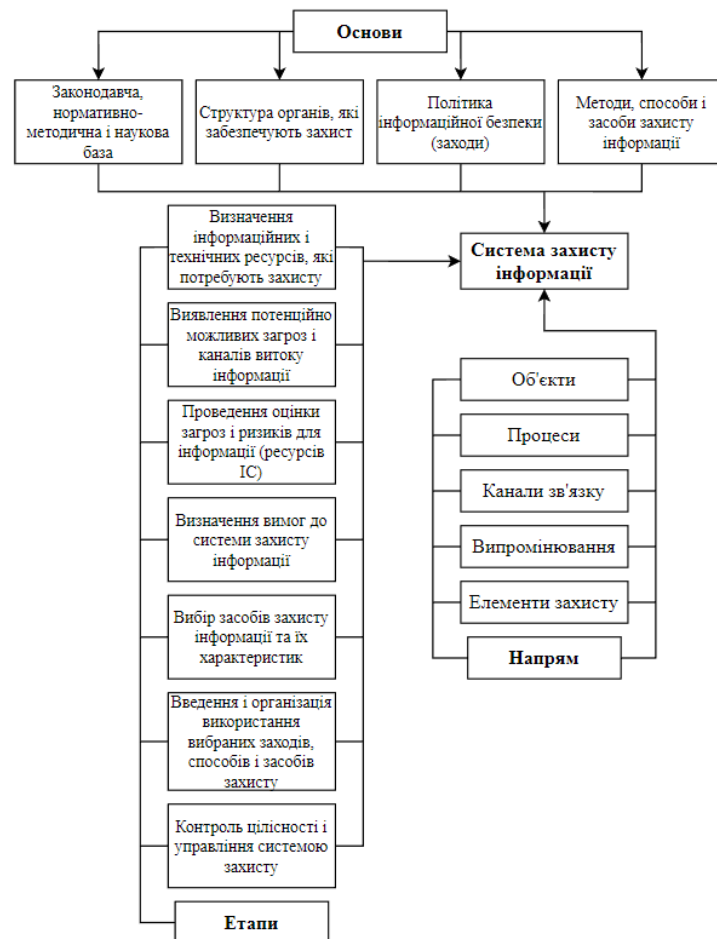 Основи
Законодавча,
нормативно-
методична і наукова
база
Структура органів, які
забезпечують захист
Політика
інформаційної безпеки
(заходи)
Методи, способи і
засоби захисту
інформації
Визначення
інформаційних і
технічних ресурсів, які
потребують захисту
Виявлення потенційно
можливих загроз і
каналів витоку
інформації
Проведення оцінки
загроз і ризиків для
інформації (ресурсів
ІС)
Визначення вимог до
системи захисту
інформації
Вибір засобів захисту
інформації та їх
характеристик
Введення і організація
використання
вибраних заходів,
способів і засобів
захисту
Контроль цілісності і
управління системою
захисту
Етапи
Система захисту
інформації
Об'єкти
Процеси
Канали зв'язку
Випромінювання
Елементи захисту
Напрям